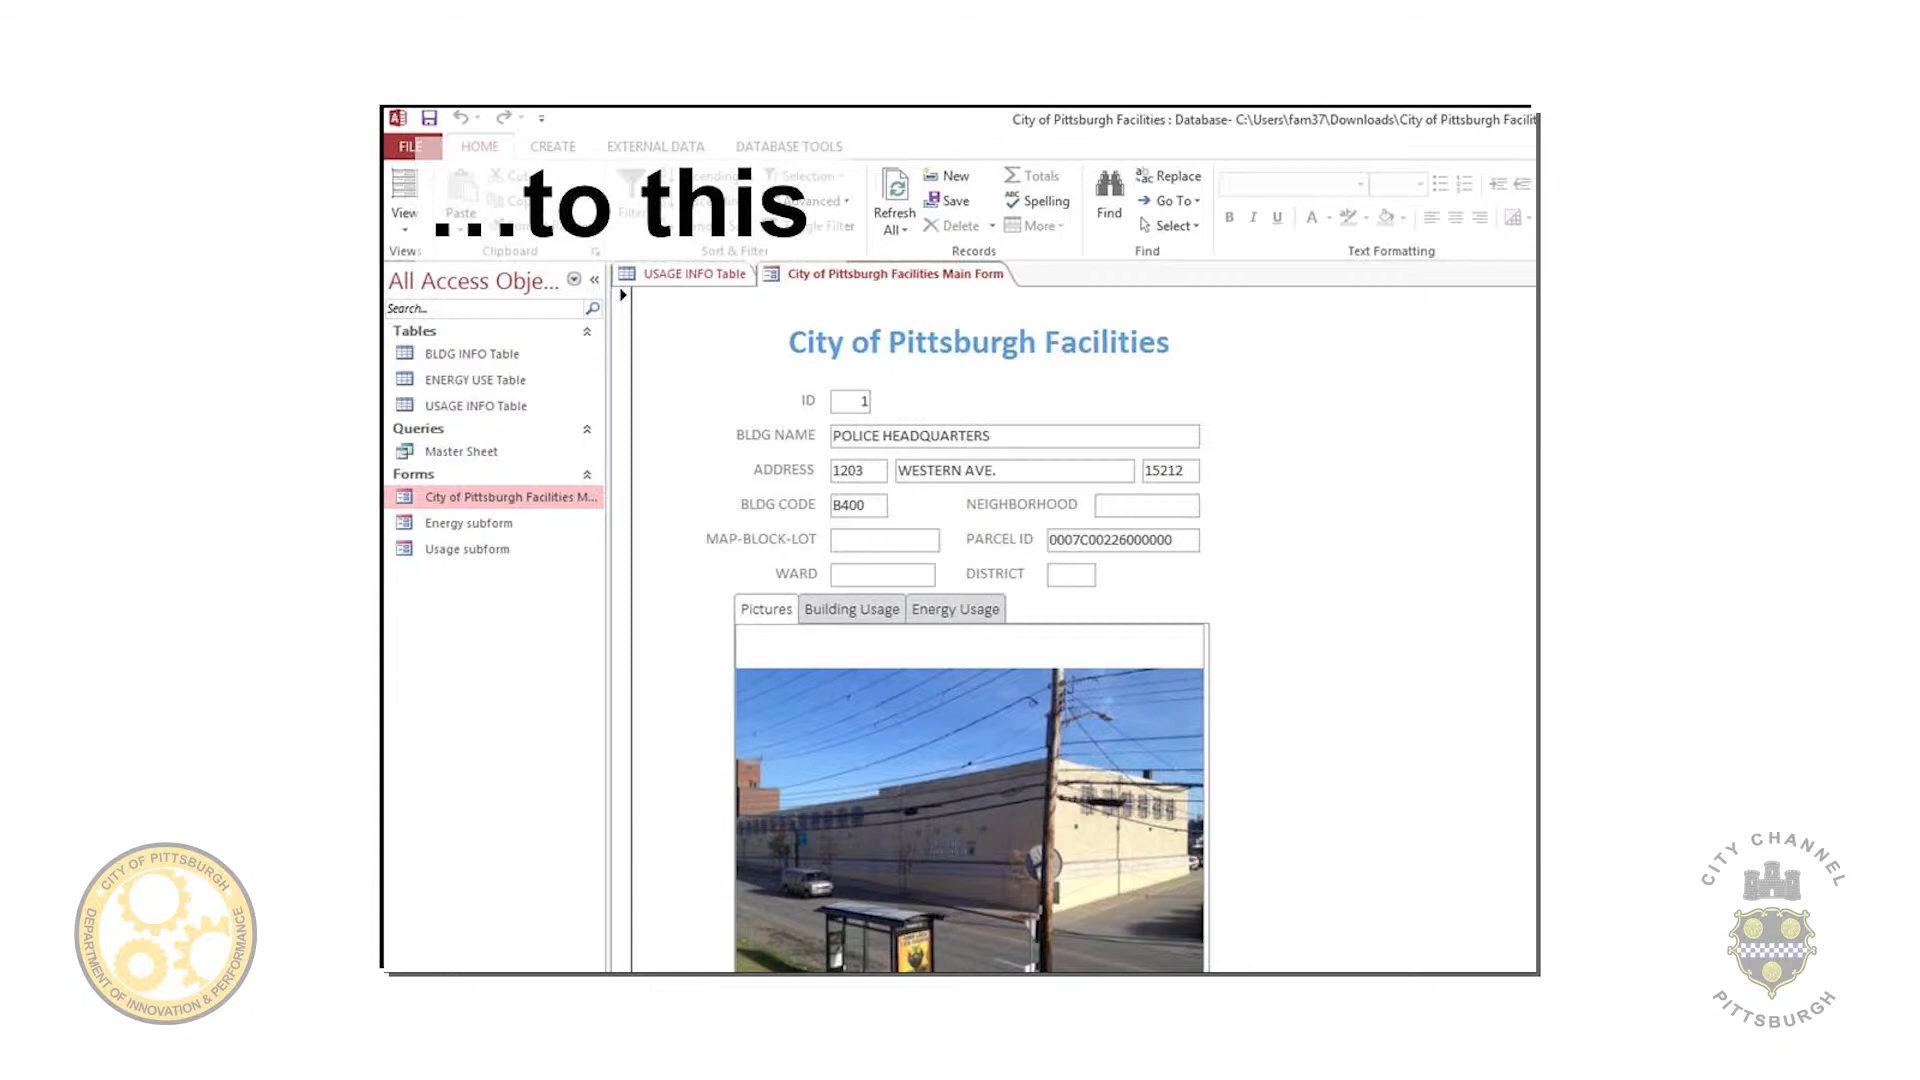 City of Pittsburgh Facilities : Database- C:\Users\fam37\Downloads\City of Pittsburgh Facilit
FILE HOME CREATE EXTERNAL DATA DATABASE TOOLS
...to this
View
Views
Paste
Cut
Clipboard
Filter
Selection
Advanced
Sort & Filter
Refresh
All
New
Save
Delete
Totals
Spelling
More
Records
Find
Replace
Go To
Select
Find
B I U A
Text Formatting
All Access Obje...
Search...
Tables
BLDG INFO Table
ENERGY USE Table
USAGE INFO Table
Queries
Master Sheet
Forms
City of Pittsburgh Facilities M...
Energy subform
Usage subform
USAGE INFO Table
City of Pittsburgh Facilities Main Form
City of Pittsburgh Facilities
ID 1
BLDG NAME POLICE HEADQUARTERS
ADDRESS 1203 WESTERN AVE. 15212
BLDG CODE B400 NEIGHBORHOOD
MAP-BLOCK-LOT PARCEL ID 0007C00226000000
WARD DISTRICT
Pictures Building Usage Energy Usage
CITY OF PITTSBURGH
DEPARTMENT OF INNOVATION & PERFORMANCE
CITY CHANNEL
PITTSBURGH